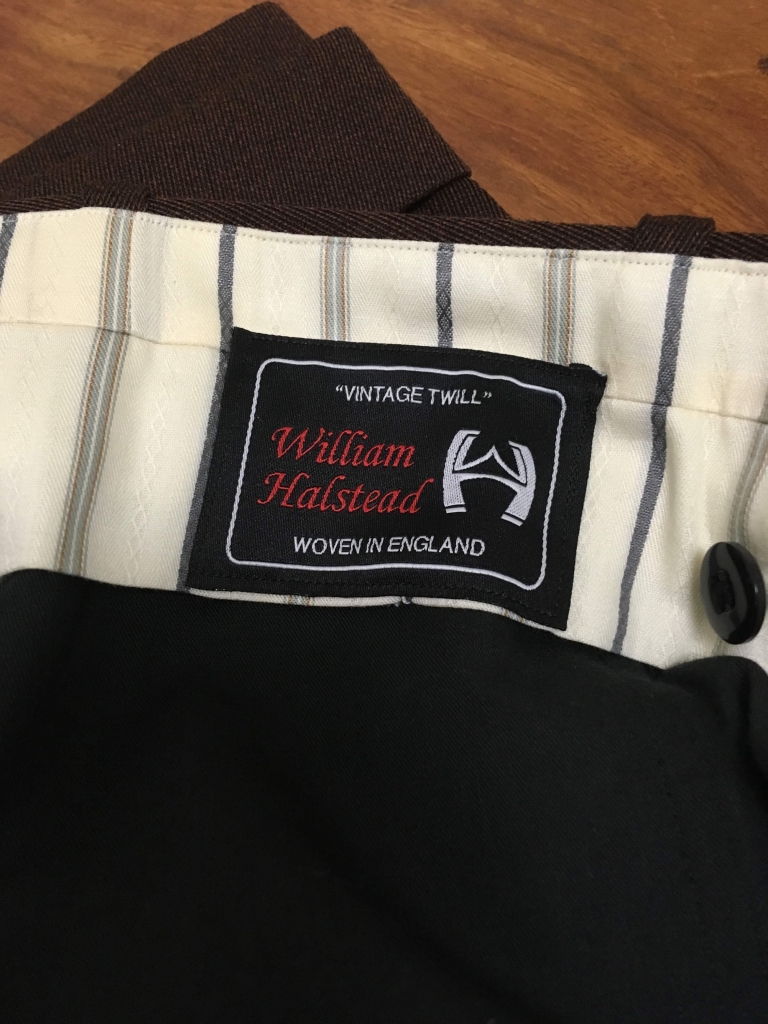 "VINTAGE TWILL"
William
Halstead
WOVEN IN ENGLAND